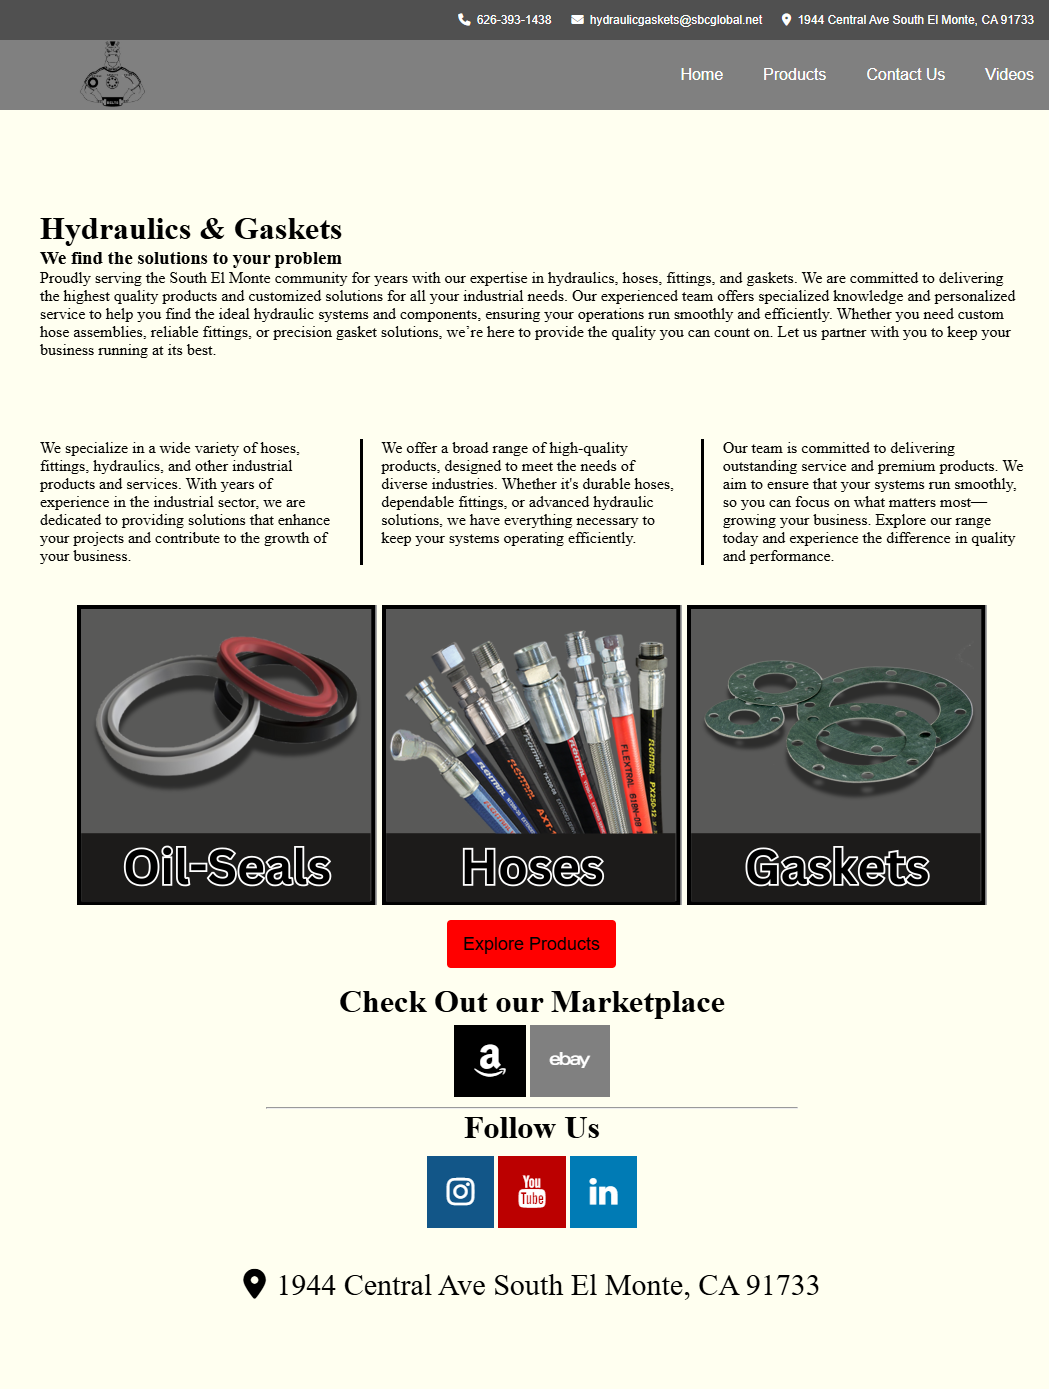 626-393-1438 hydraulicgaskets@sbcglobal.net 1944 Central Ave South El Monte, CA 91733
Home Products Contact Us Videos
Hydraulics & Gaskets
We find the solutions to your problem
Proudly serving the South El Monte community for years with our expertise in hydraulics, hoses, fittings, and gaskets. We are committed to delivering
the highest quality products and customized solutions for all your industrial needs. Our experienced team offers specialized knowledge and personalized
service to help you find the ideal hydraulic systems and components, ensuring your operations run smoothly and efficiently. Whether you need custom
hose assemblies, reliable fittings, or precision gasket solutions, we’re here to provide the quality you can count on. Let us partner with you to keep your
business running at its best.
We specialize in a wide variety of hoses,
fittings, hydraulics, and other industrial
products and services. With years of
experience in the industrial sector, we are
dedicated to providing solutions that enhance
your projects and contribute to the growth of
your business.
We offer a broad range of high-quality
products, designed to meet the needs of
diverse industries. Whether it's durable hoses,
dependable fittings, or advanced hydraulic
solutions, we have everything necessary to
keep your systems operating efficiently.
Our team is committed to delivering
outstanding service and premium products. We
aim to ensure that your systems run smoothly,
so you can focus on what matters most—
growing your business. Explore our range
today and experience the difference in quality
and performance.
FLEXTRAL
FLEXTRAL AXT-
FLEXTRAL
FLEXTRAL
FLEXTRAL 618N-08
FLEXTRAL PX250-12
Oil-Seals
Hoses
Gaskets
Explore Products
Check Out our Marketplace
a ebay
Follow Us
You
Tube
in
1944 Central Ave South El Monte, CA 91733